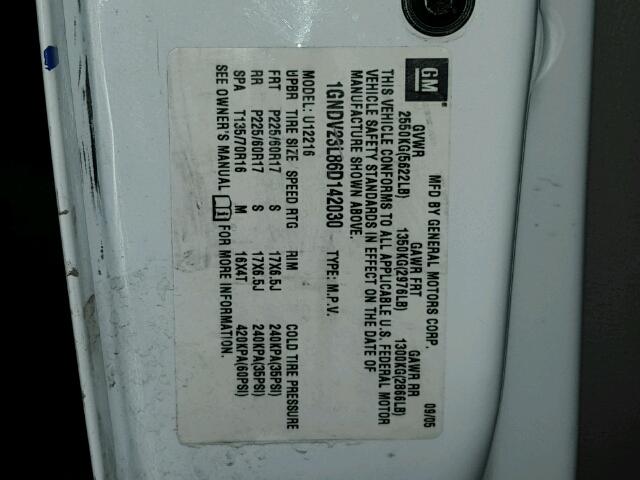 GM
MFD BY GENERAL MOTORS CORP. 09/05
GVWR GAWR FRT GAWR RR
2550KG(5622LB) 1350KG(2976LB) 1300KG(2866LB)
THIS VEHICLE CONFORMS TO ALL APPLICABLE U.S. FEDERAL MOTOR
VEHICLE SAFETY STANDARDS IN EFFECT ON THE DATE OF
MANUFACTURE SHOWN ABOVE.
1GNDV23L86D142030 TYPE: M.P.V.
MODEL: U112216
UPBR TIRE SIZE SPEED RTG RIM COLD TIRE PRESSURE
FRT P225/60R17 S 17X6.5J 240KPA(35PSI)
RR P225/60R17 S 17X6.5J 240KPA(35PSI)
SPA T135/70R16 M 16X4T 420KPA(60PSI)
SEE OWNER'S MANUAL FOR MORE INFORMATION.